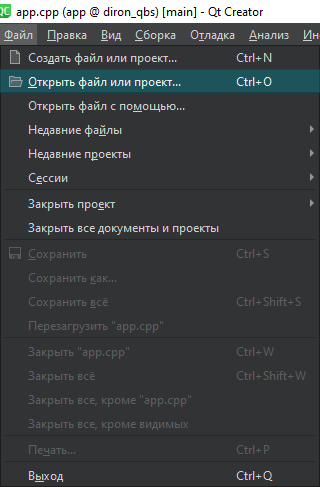 QC app.cpp (app @ diron_qbs) [main] - Qt Creator
Файл Правка Вид Сборка Отладка Анализ Ин
Создать файл или проект... Ctrl+N
Открыть файл или проект... Ctrl+O
Открыть файл с помощью...
Недавние файлы
Недавние проекты
Сессии
Закрыть проект
Закрыть все документы и проекты
Сохранить Ctrl+S
Сохранить как...
Сохранить всё Ctrl+Shift+S
Перезагрузить "app.cpp"
Закрыть "app.cpp" Ctrl+W
Закрыть всё Ctrl+Shift+W
Закрыть все, кроме "app.cpp"
Закрыть все, кроме видимых
Печать... Ctrl+P
Выход Ctrl+Q